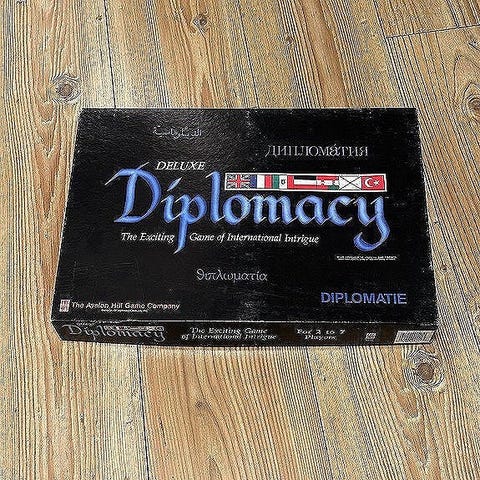 الدبلوماسية
ДИПЛОМАТИЯ
DELUXE
Diplomacy
The Exciting Game of International Intrigue
διπλωματία
DIPLOMATIE
The Avalon Hill Game Company
Diplomacy
The Exciting Game
of International Intrigue
For 2 to 7
Players